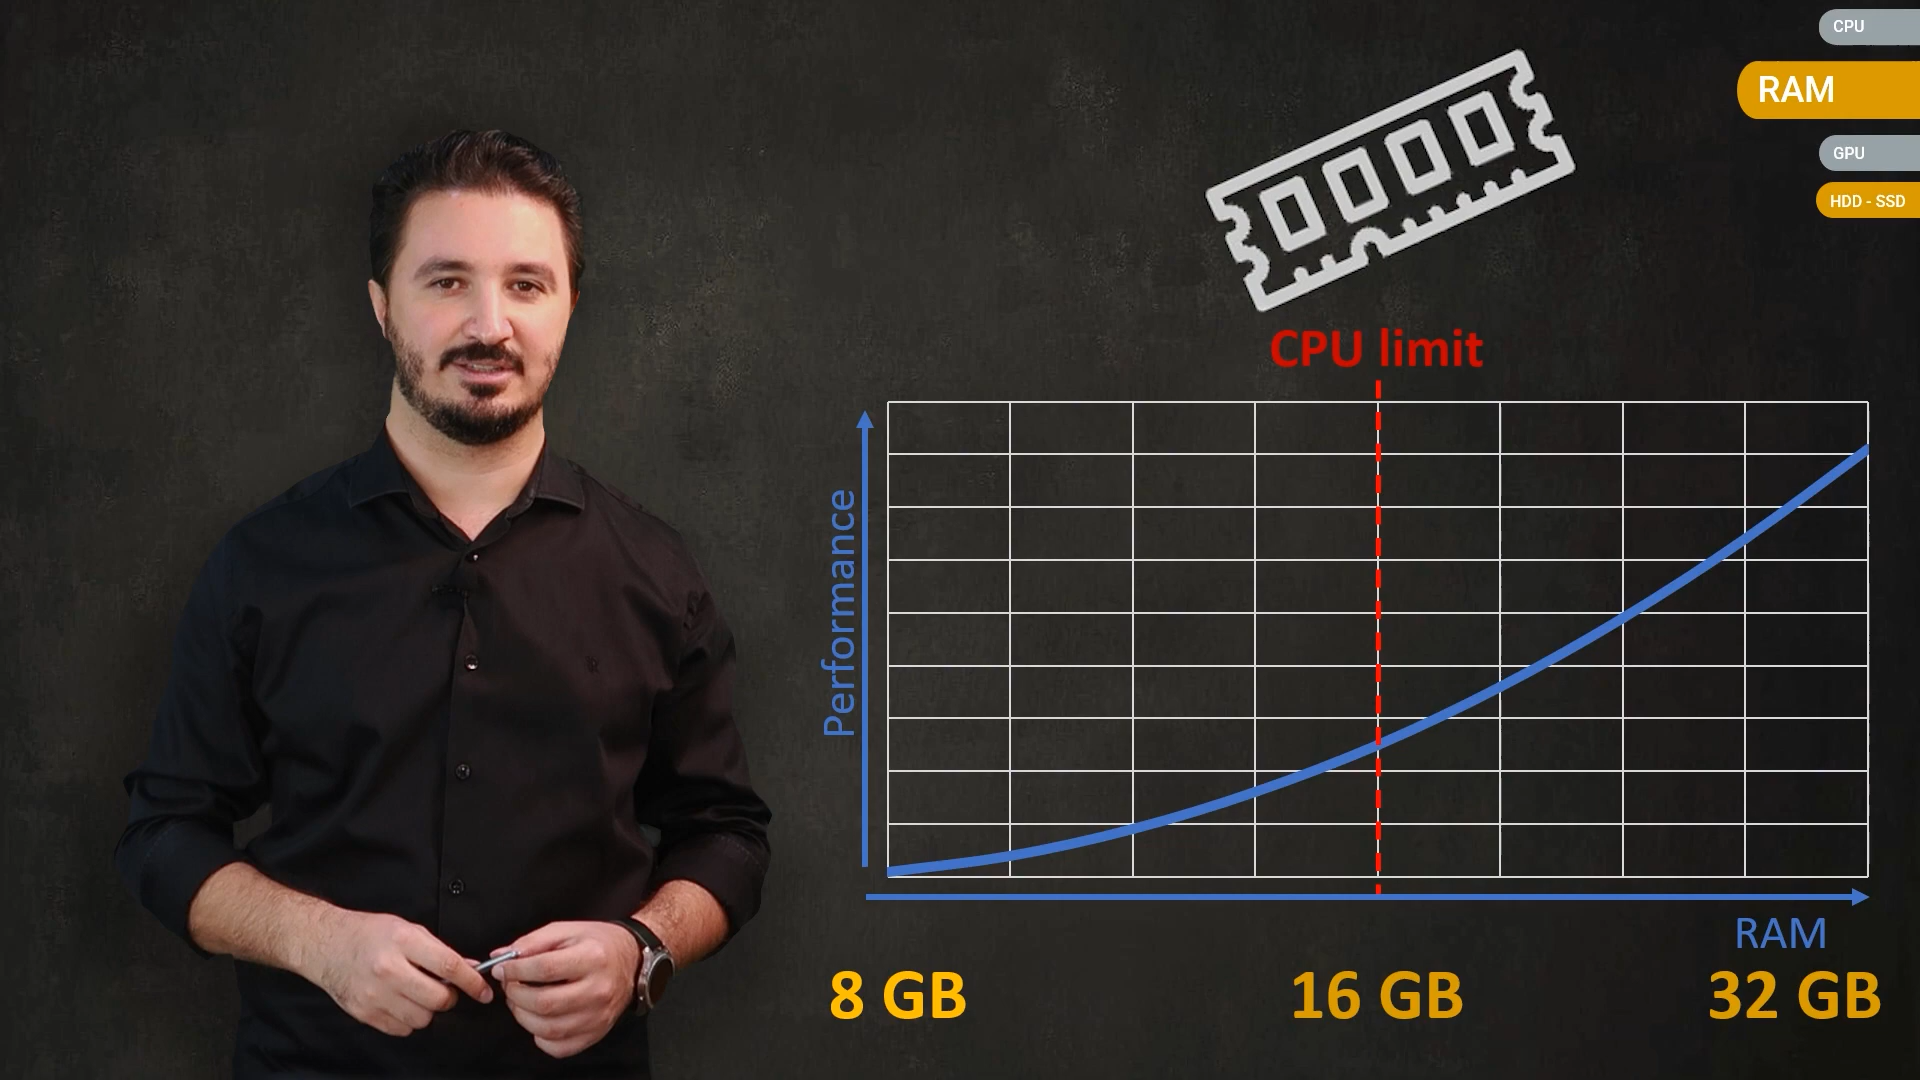 CPU
RAM
GPU
HDD - SSD
CPU limit
Performance
RAM
8 GB
16 GB
32 GB